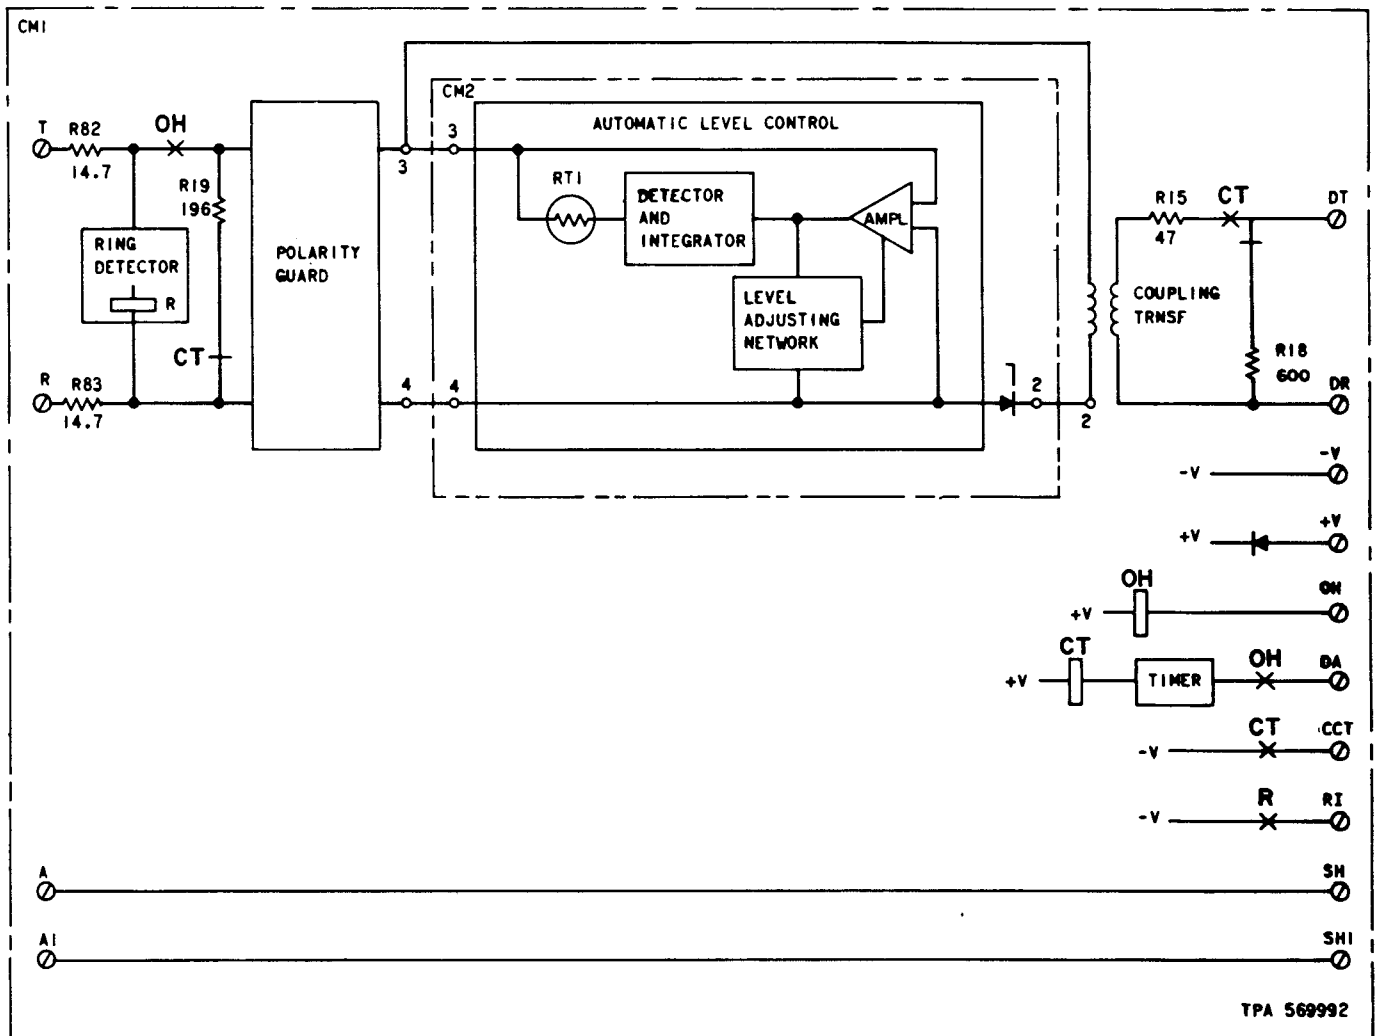 CM1
CM2
AUTOMATIC LEVEL CONTROL
T
R82
14.7
OH
R19
196
RING
DETECTOR
R
CT
R
R83
14.7
POLARITY
GUARD
3
3
4
4
RT1
DETECTOR
AND
INTEGRATOR
AMPL
LEVEL
ADJUSTING
NETWORK
2
2
R15
47
CT
DT
COUPLING
TRNSF
R18
600
DR
-V
-V
+V
+V
OH
+V
OH
CT
+V
TIMER
OH
DA
-V
CT
CCT
-V
R
RI
A
SH
A1
SH1
TPA 569992